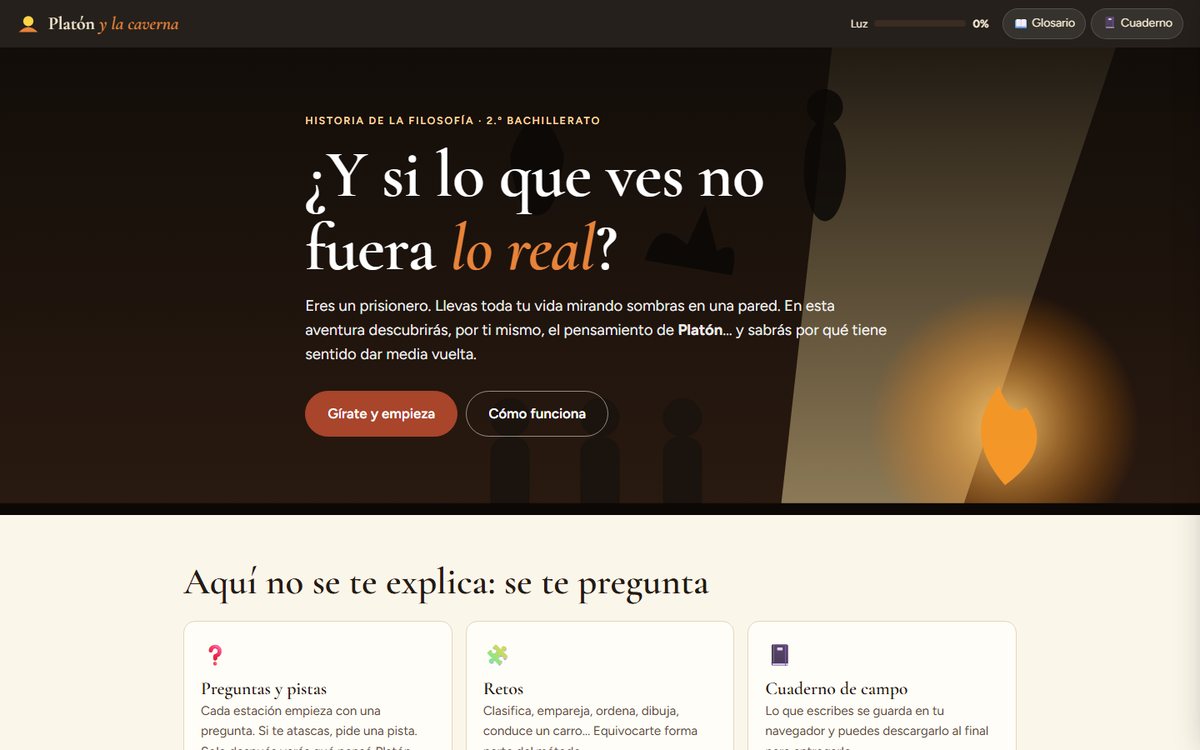 Platón y la caverna
Luz 0% Glosario Cuaderno
HISTORIA DE LA FILOSOFÍA · 2.º BACHILLERATO
¿Y si lo que ves no
fuera lo real?
Eres un prisionero. Llevas toda tu vida mirando sombras en una pared. En esta
aventura descubrirás, por ti mismo, el pensamiento de Platón... y sabrás por qué tiene
sentido dar media vuelta.
Gírate y empieza
Cómo funciona
Aquí no se te explica: se te pregunta
Preguntas y pistas
Cada estación empieza con una
pregunta. Si te atascas, pide una pista.
Retos
Clasifica, empareja, ordena, dibuja,
conduce un carro... Equivocarte forma
Cuaderno de campo
Lo que escribes se guarda en tu
navegador y puedes descargarlo al final